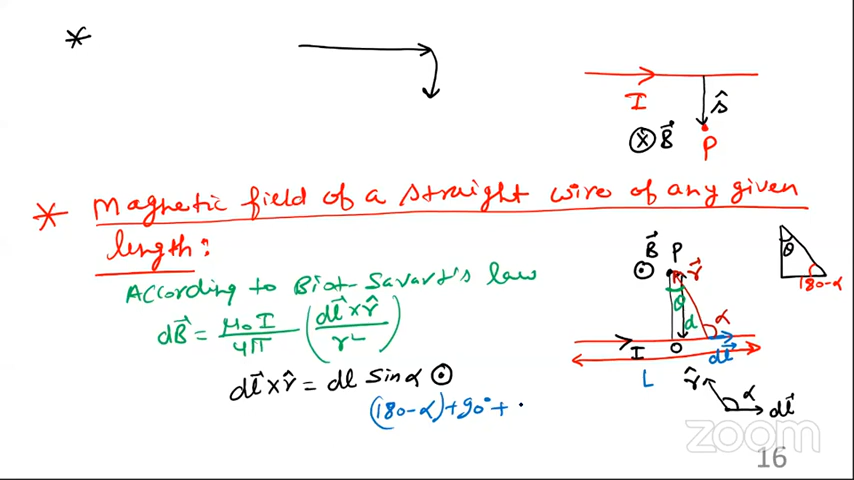 *
I
ŝ
⊗ B⃗
P
* Magnetic field of a straight wire of any given
length:
According to Biot-Savart's law
dB⃗ = μ₀I/4π (dl⃗ × r̂ / r²)
dl⃗ × r̂ = dl sin α ⊙
(180-α) + 90° + .
B⃗ P
⊙ r⃗
θ
d
α
I O dl⃗
L
θ
180-α
r̂ α
dl⃗
zoom
16